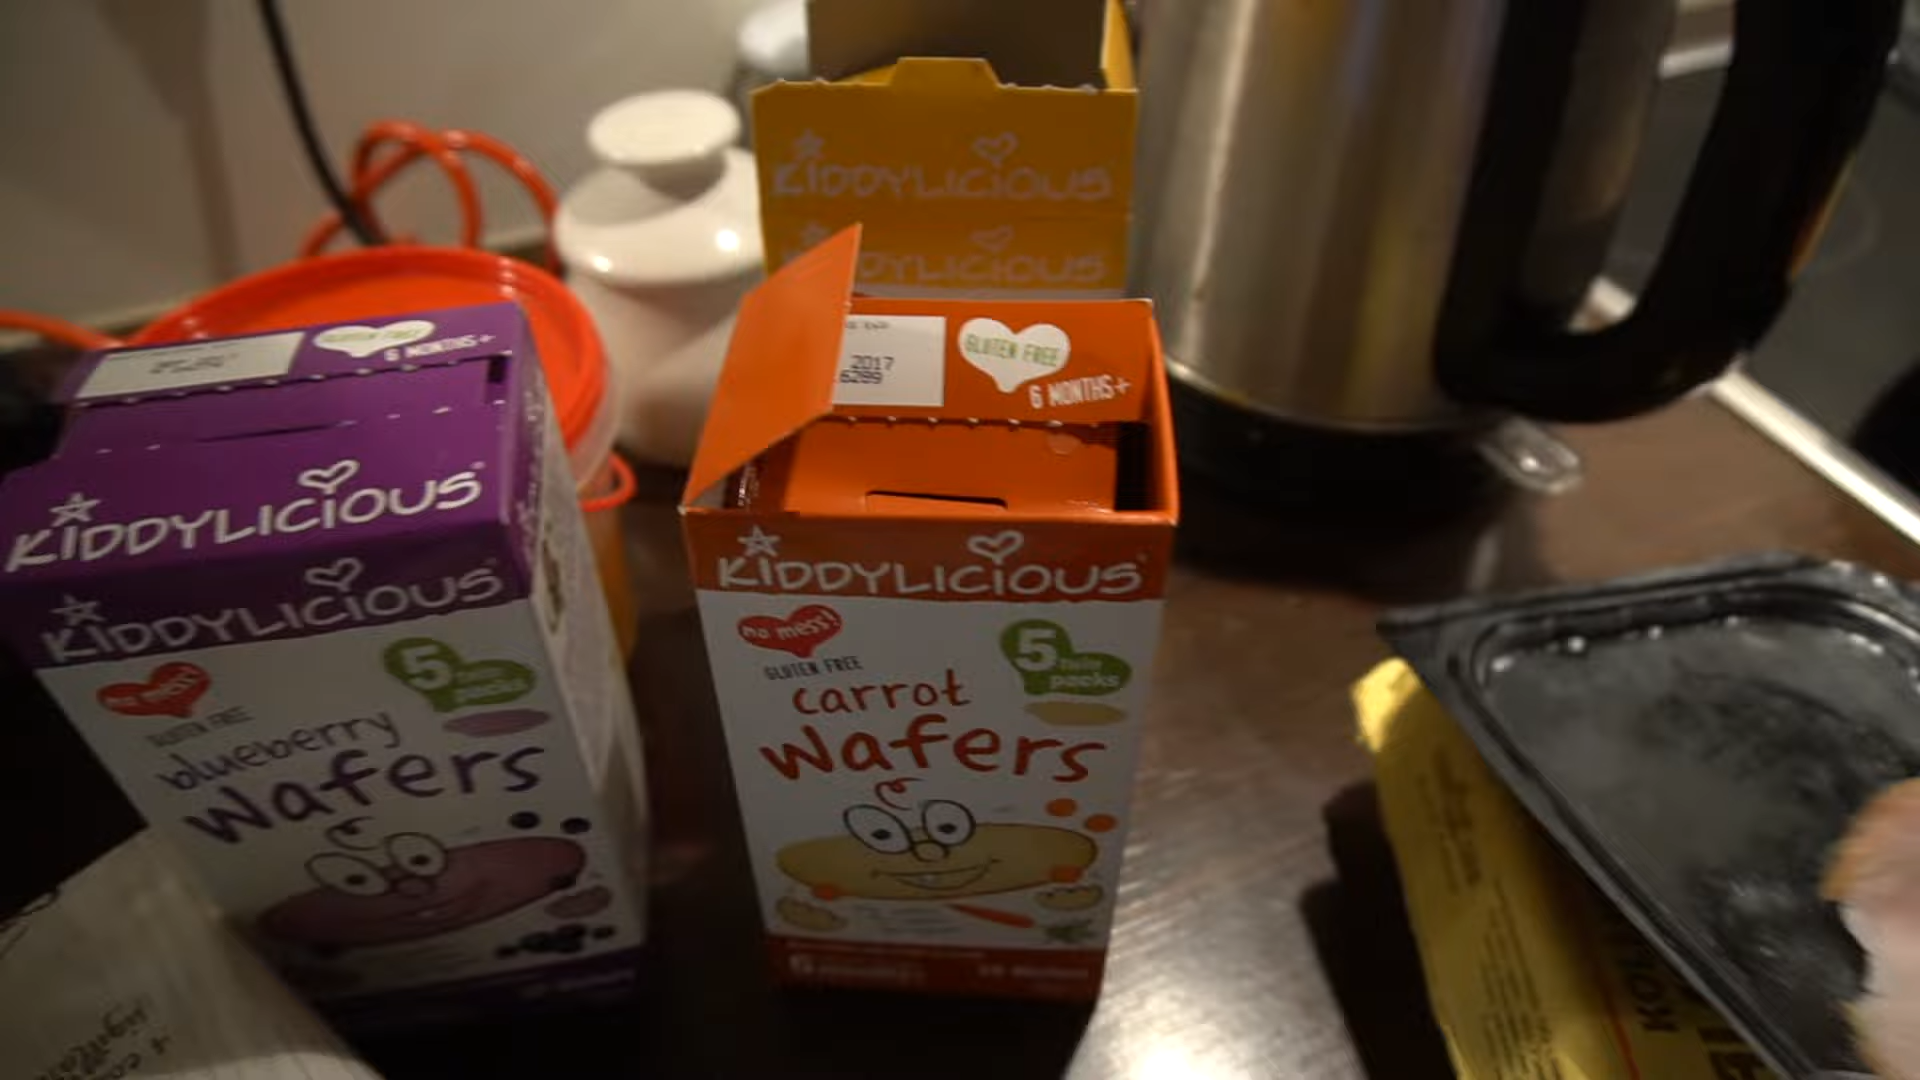 KIDDYLICIOUS
KIDDYLICIOUS
GLUTEN FREE
6 MONTHS+
KIDDYLICIOUS
KIDDYLICIOUS
no mess!
5
packs
GLUTEN FREE
blueberry
wafers
2017
6289
GLUTEN FREE
6 MONTHS+
KIDDYLICIOUS
no mess!
5
packs
GLUTEN FREE
carrot
wafers